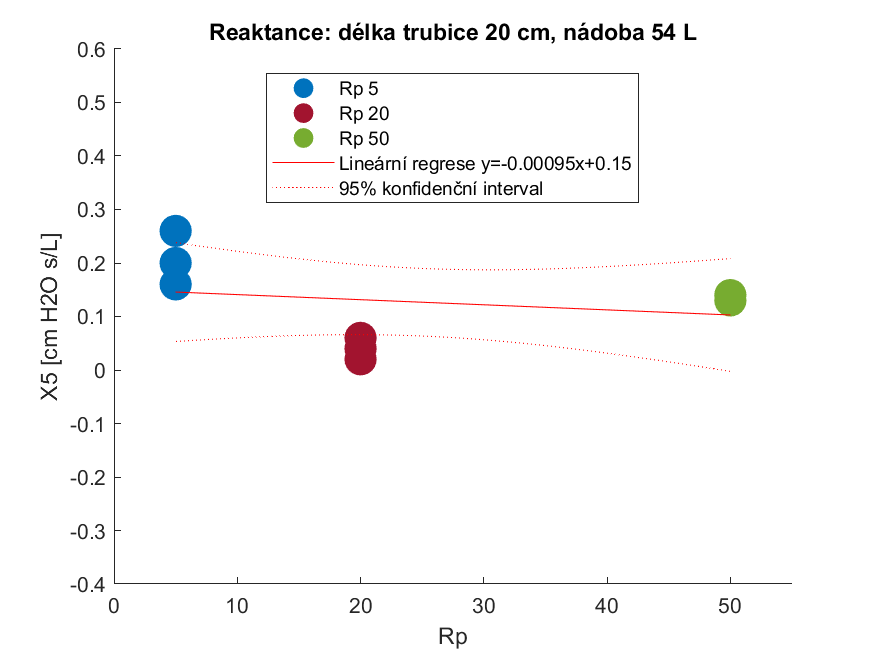 Reaktance: délka trubice 20 cm, nádoba 54 L
0.6
0.5
0.4
0.3
0.2
0.1
0
-0.1
-0.2
-0.3
-0.4
X5 [cm H2O s/L]
Rp 5
Rp 20
Rp 50
Lineární regrese y=-0.00095x+0.15
95% konfidenční interval
0 10 20 30 40 50
Rp